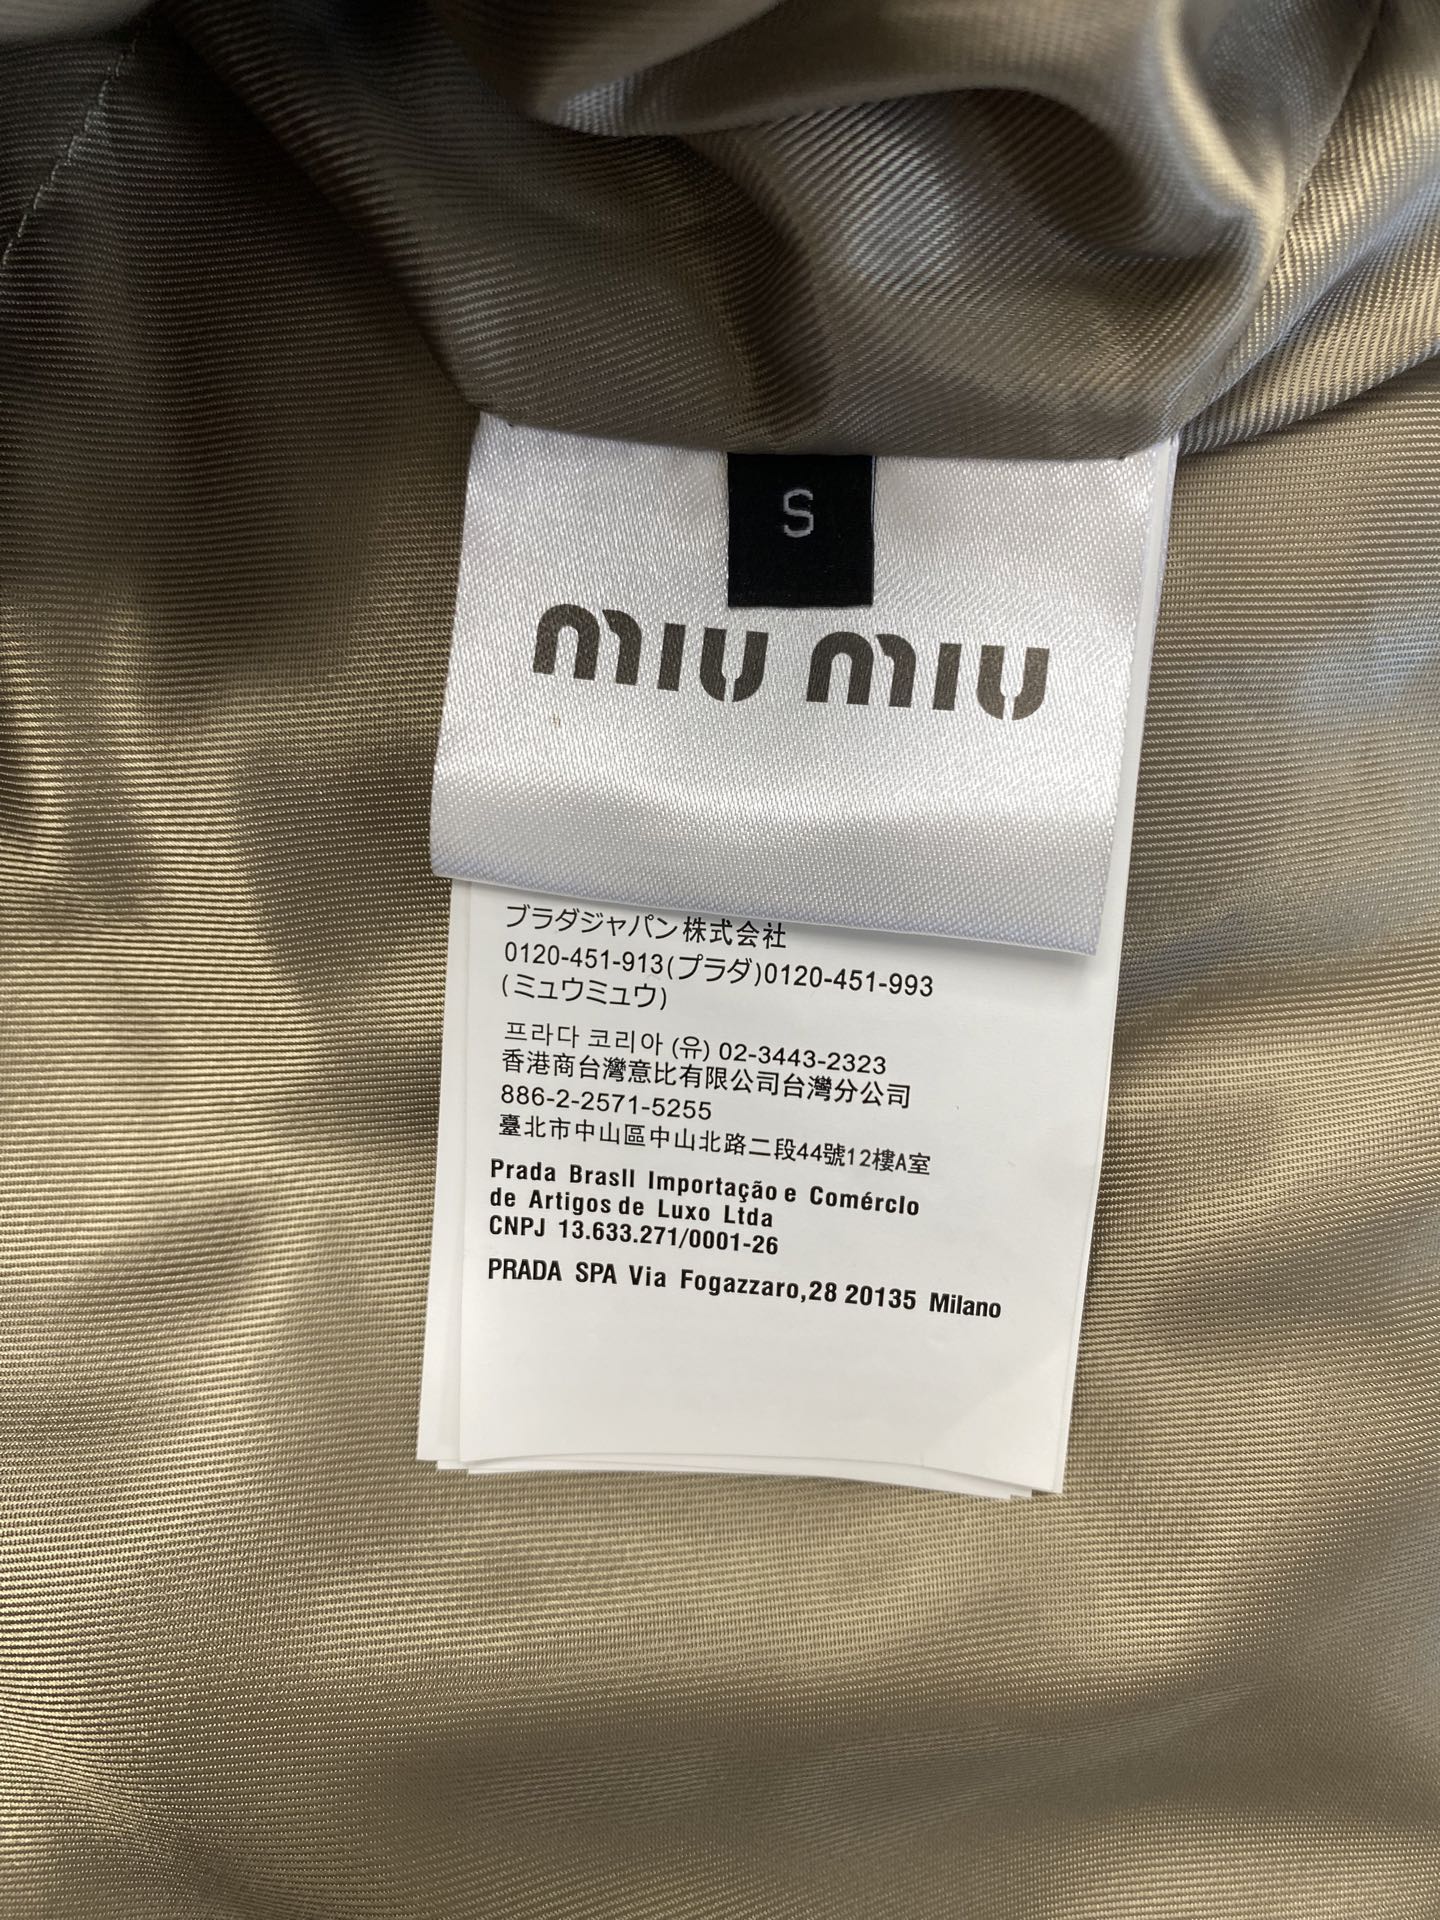 S
miu miu
ブラダジャパン株式会社
0120-451-913(プラダ)0120-451-993
(ミュウミュウ)
프라다 코리아 (유) 02-3443-2323
香港商台灣意比有限公司台灣分公司
886-2-2571-5255
臺北市中山區中山北路二段44號12樓A室
Prada Brasll Importação e Comérclo
de Artigos de Luxo Ltda
CNPJ 13.633.271/0001-26
PRADA SPA Via Fogazzaro,28 20135 Milano